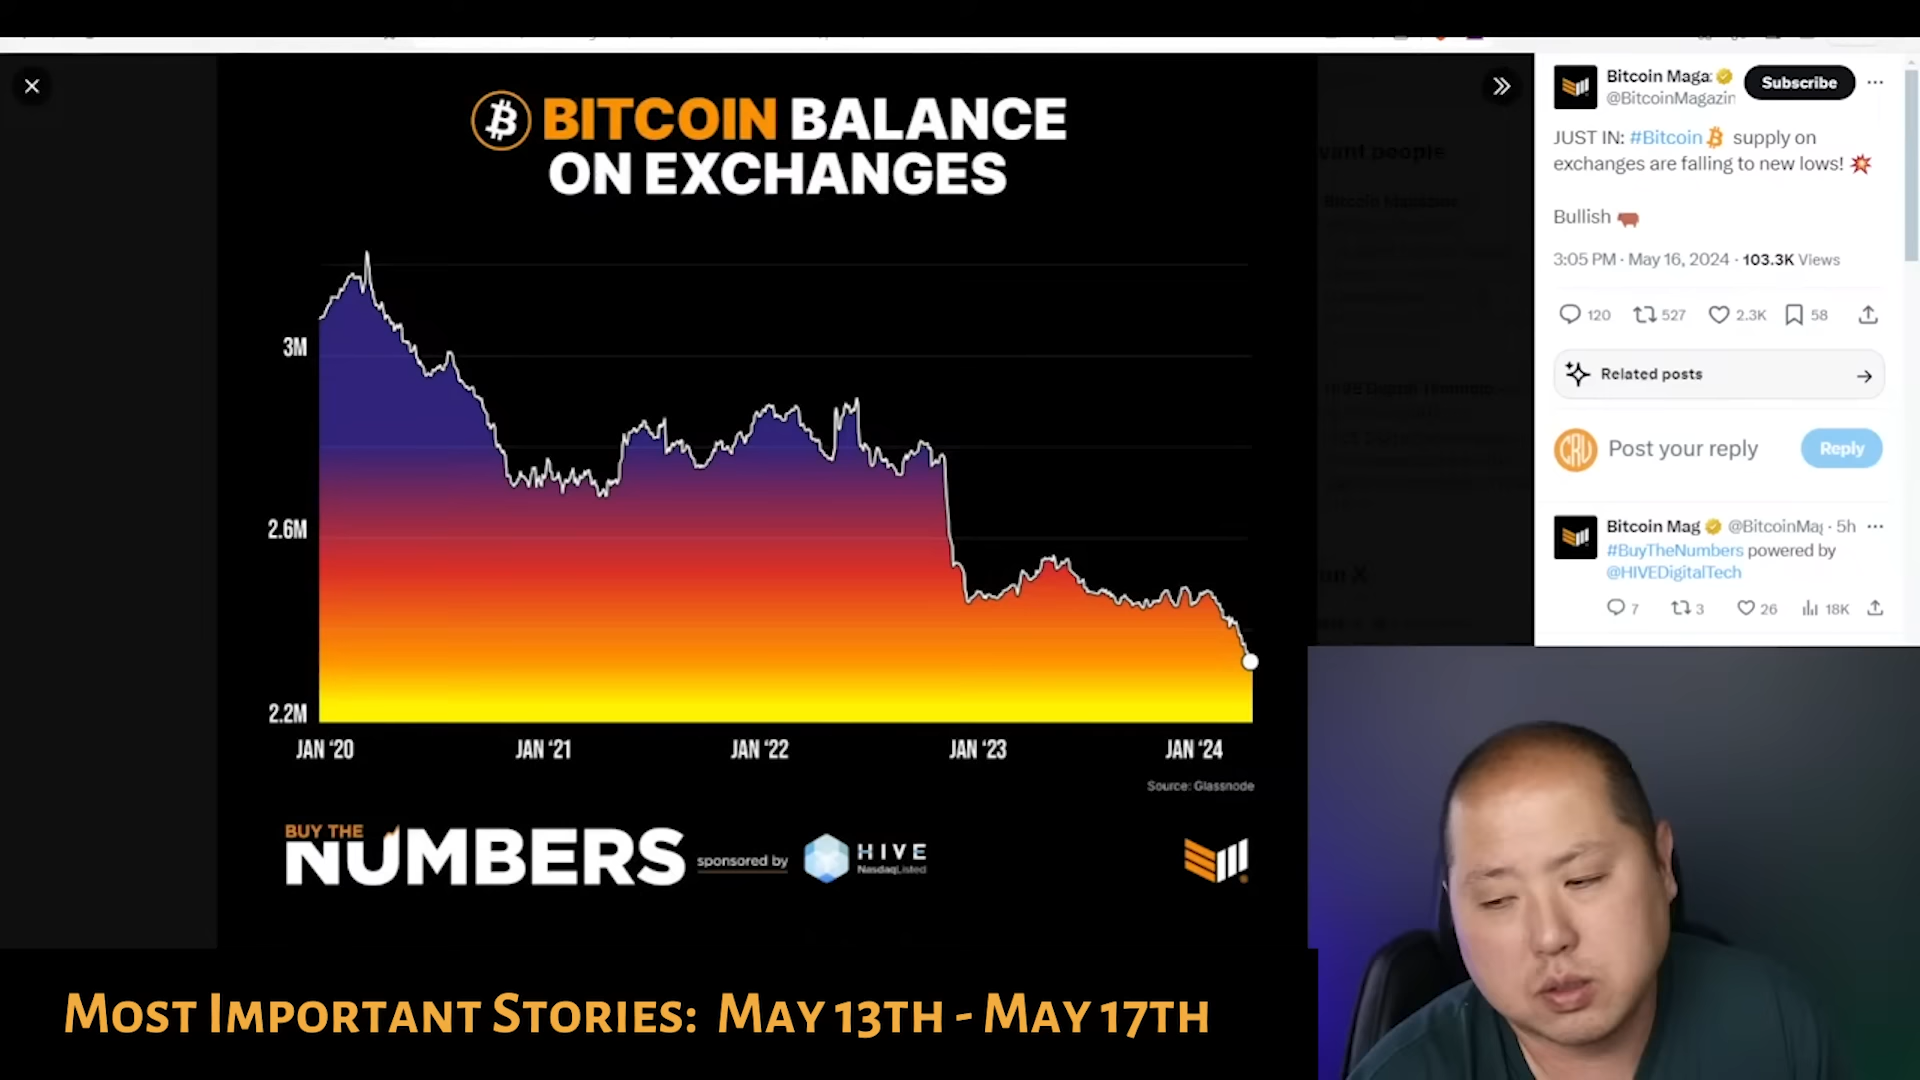 BITCOIN BALANCE
ON EXCHANGES
3M
2.6M
2.2M
JAN ‘20
JAN ‘21
JAN ‘22
JAN ‘23
JAN ‘24
Source: Glassnode
BUY THE
NUMBERS
sponsored by
HIVE
Nasdaq Listed
Bitcoin Maga
Subscribe
@BitcoinMagazin
JUST IN: #Bitcoin supply on
exchanges are falling to new lows!
Bullish
3:05 PM · May 16, 2024 · 103.3K Views
120
527
2.3K
58
Related posts
CRU
Post your reply
Reply
Bitcoin Mag @BitcoinMag · 5h
#BuyTheNumbers powered by
@HIVEDigitalTech
7
3
26
18K
MOST IMPORTANT STORIES: MAY 13TH - MAY 17TH